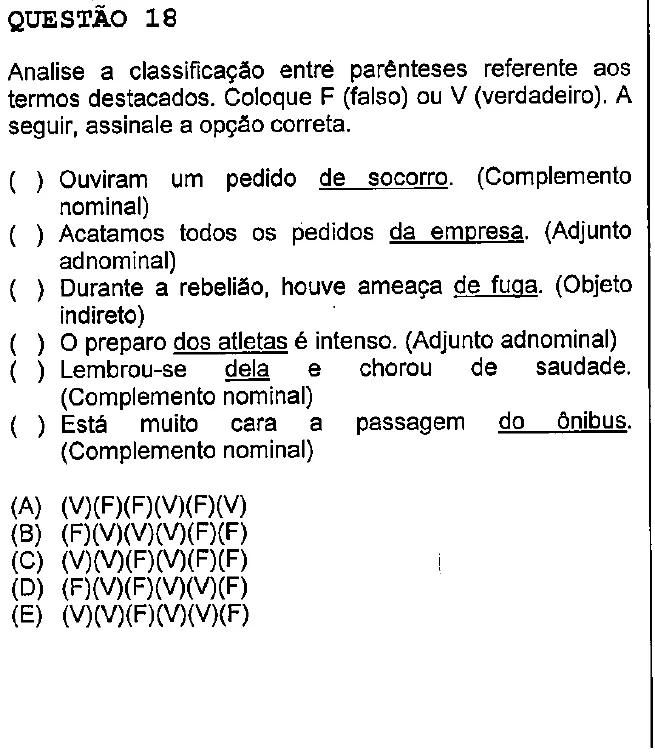 QUESTÃO 18
Analise a classificação entre parênteses referente aos
termos destacados. Coloque F (falso) ou V (verdadeiro). A
seguir, assinale a opção correta.
( ) Ouviram um pedido de socorro. (Complemento
nominal)
( ) Acatamos todos os pedidos da empresa. (Adjunto
adnominal)
( ) Durante a rebelião, houve ameaça de fuga. (Objeto
indireto)
( ) O preparo dos atletas é intenso. (Adjunto adnominal)
( ) Lembrou-se dela e chorou de saudade.
(Complemento nominal)
( ) Está muito cara a passagem do ônibus.
(Complemento nominal)
(A) (V)(F)(F)(V)(F)(V)
(B) (F)(V)(V)(V)(F)(F)
(C) (V)(V)(F)(V)(F)(F)
(D) (F)(V)(F)(V)(V)(F)
(E) (V)(V)(F)(V)(V)(F)